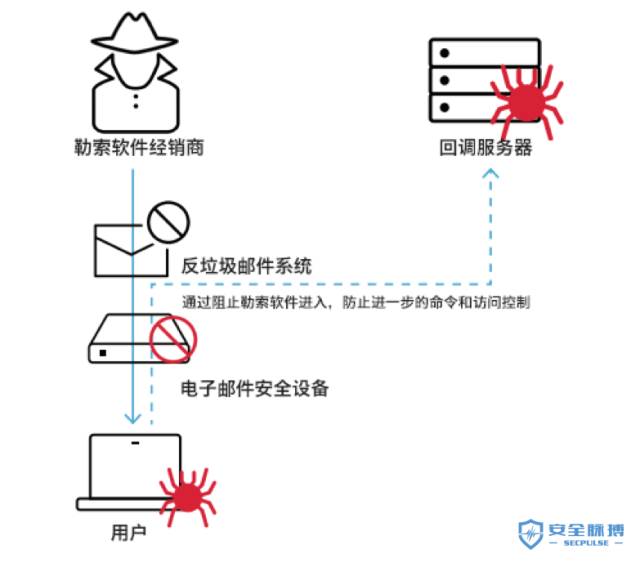 勒索软件经销商
回调服务器
反垃圾邮件系统
通过阻止勒索软件进入，防止进一步的命令和访问控制
电子邮件安全设备
用户
安全脉搏
SECPULSE